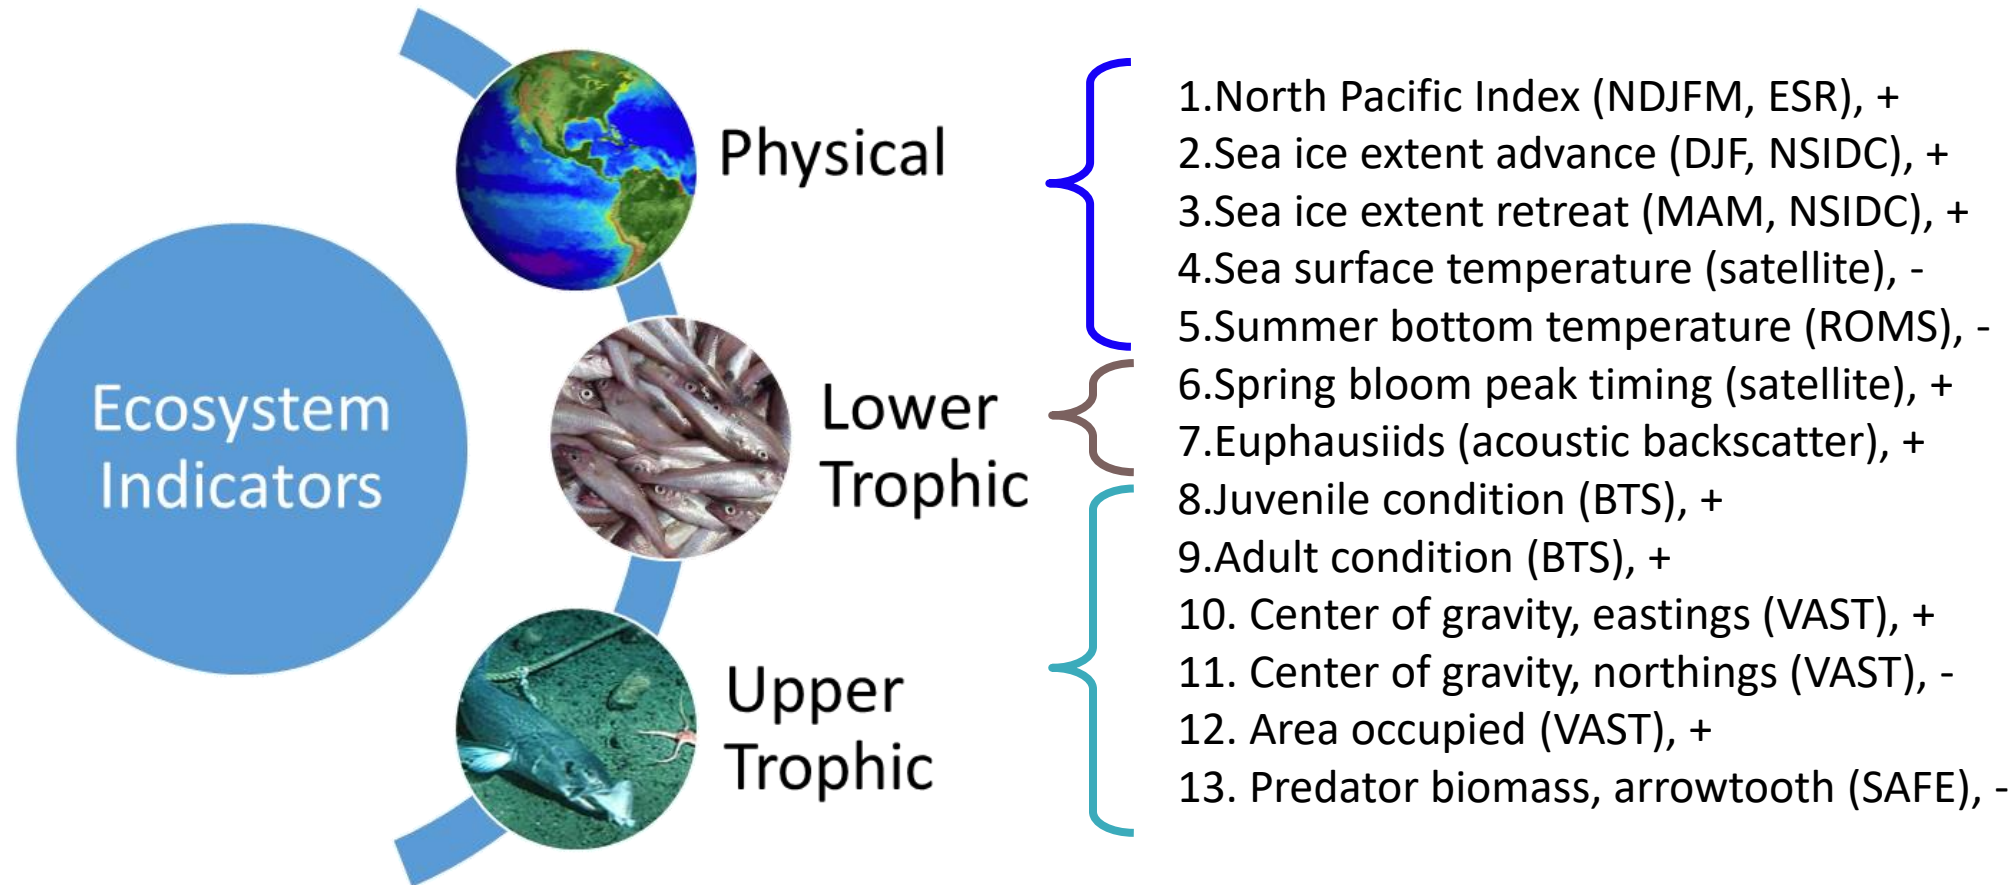 Ecosystem
Indicators
Physical
Lower
Trophic
Upper
Trophic
1.North Pacific Index (NDJFM, ESR), +
2.Sea ice extent advance (DJF, NSIDC), +
3.Sea ice extent retreat (MAM, NSIDC), +
4.Sea surface temperature (satellite), -
5.Summer bottom temperature (ROMS), -
6.Spring bloom peak timing (satellite), +
7.Euphausiids (acoustic backscatter), +
8.Juvenile condition (BTS), +
9.Adult condition (BTS), +
10. Center of gravity, eastings (VAST), +
11. Center of gravity, northings (VAST), -
12. Area occupied (VAST), +
13. Predator biomass, arrowtooth (SAFE), -